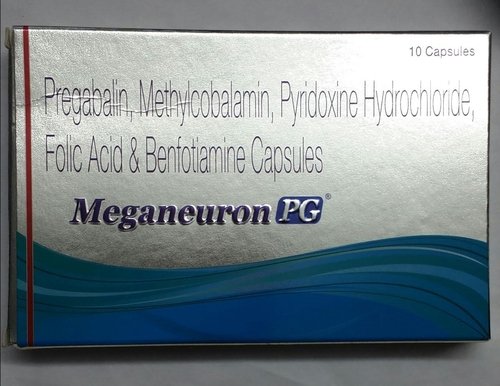 10 Capsules
Pregabalin, Methylcobalamin, Pyridoxine Hydrochloride,
Folic Acid & Benfotiamine Capsules
Meganeuron PG®